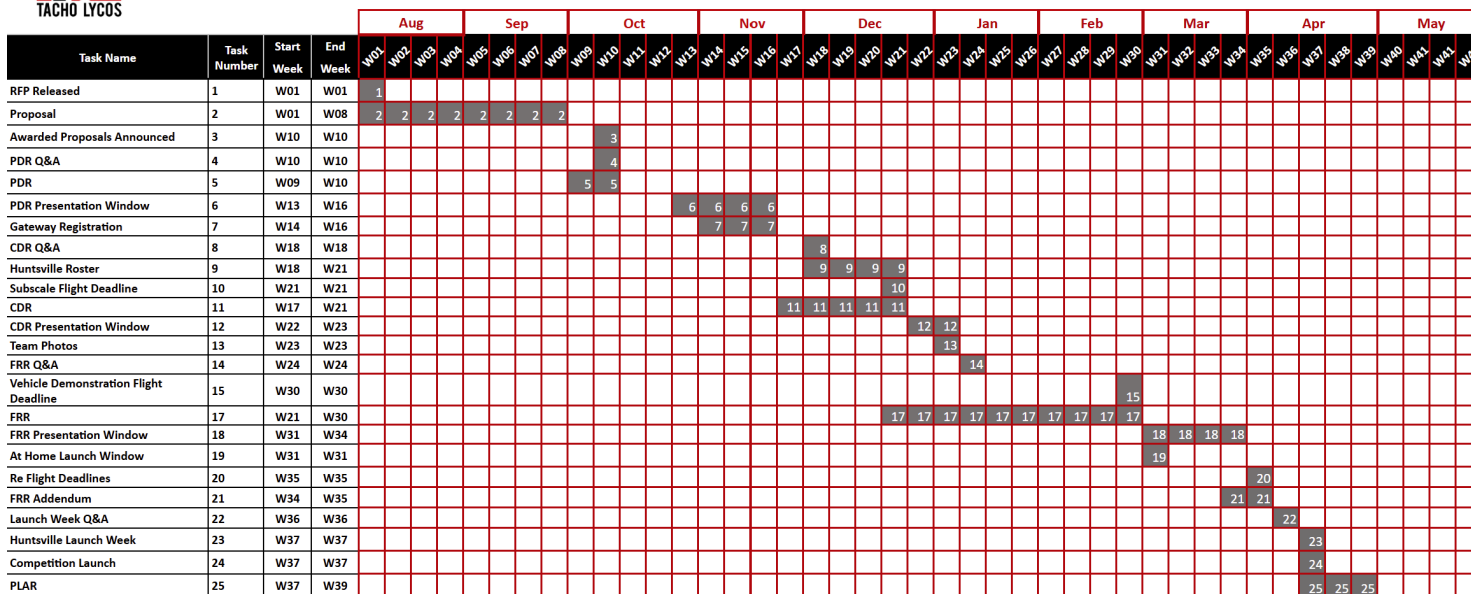 TACHO LYCOS
Aug Sep Oct Nov Dec Jan Feb Mar Apr May
Task Name Task Number Start Week End Week W01 W02 W03 W04 W05 W06 W07 W08 W09 W10 W11 W12 W13 W14 W15 W16 W17 W18 W19 W20 W21 W22 W23 W24 W25 W26 W27 W28 W29 W30 W31 W32 W33 W34 W35 W36 W37 W38 W39 W40 W41 W41
RFP Released 1 W01 W01 1
Proposal 2 W01 W08 2 2 2 2 2 2 2 2
Awarded Proposals Announced 3 W10 W10 3
PDR Q&A 4 W10 W10 4
PDR 5 W09 W10 5 5
PDR Presentation Window 6 W13 W16 6 6 6 6
Gateway Registration 7 W14 W16 7 7 7
CDR Q&A 8 W18 W18 8
Huntsville Roster 9 W18 W21 9 9 9 9
Subscale Flight Deadline 10 W21 W21 10
CDR 11 W17 W21 11 11 11 11 11
CDR Presentation Window 12 W22 W23 12 12
Team Photos 13 W23 W23 13
FRR Q&A 14 W24 W24 14
Vehicle Demonstration Flight
Deadline 15 W30 W30 15
FRR 17 W21 W30 17 17 17 17 17 17 17 17 17 17
FRR Presentation Window 18 W31 W34 18 18 18 18
At Home Launch Window 19 W31 W31 19
Re Flight Deadlines 20 W35 W35 20
FRR Addendum 21 W34 W35 21 21
Launch Week Q&A 22 W36 W36 22
Huntsville Launch Week 23 W37 W37 23
Competition Launch 24 W37 W37 24
PLAR 25 W37 W39 25 25 25